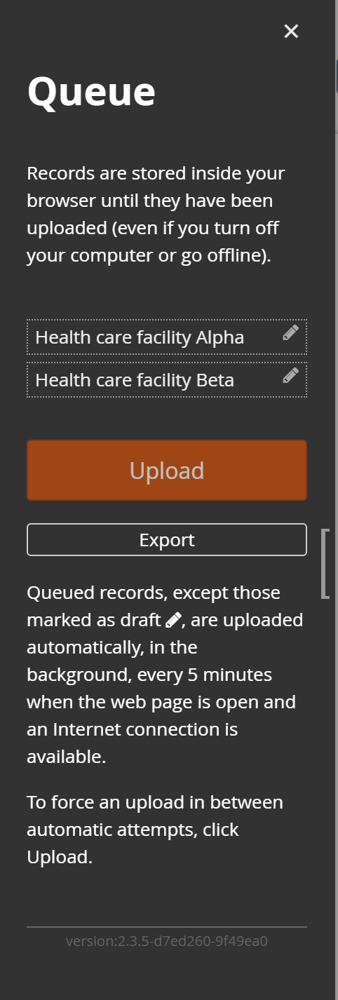 Queue
Records are stored inside your
browser until they have been
uploaded (even if you turn off
your computer or go offline).
Health care facility Alpha
Health care facility Beta
Upload
Export
Queued records, except those
marked as draft , are uploaded
automatically, in the
background, every 5 minutes
when the web page is open and
an Internet connection is
available.
To force an upload in between
automatic attempts, click
Upload.
version:2.3.5-d7ed260-9f49ea0